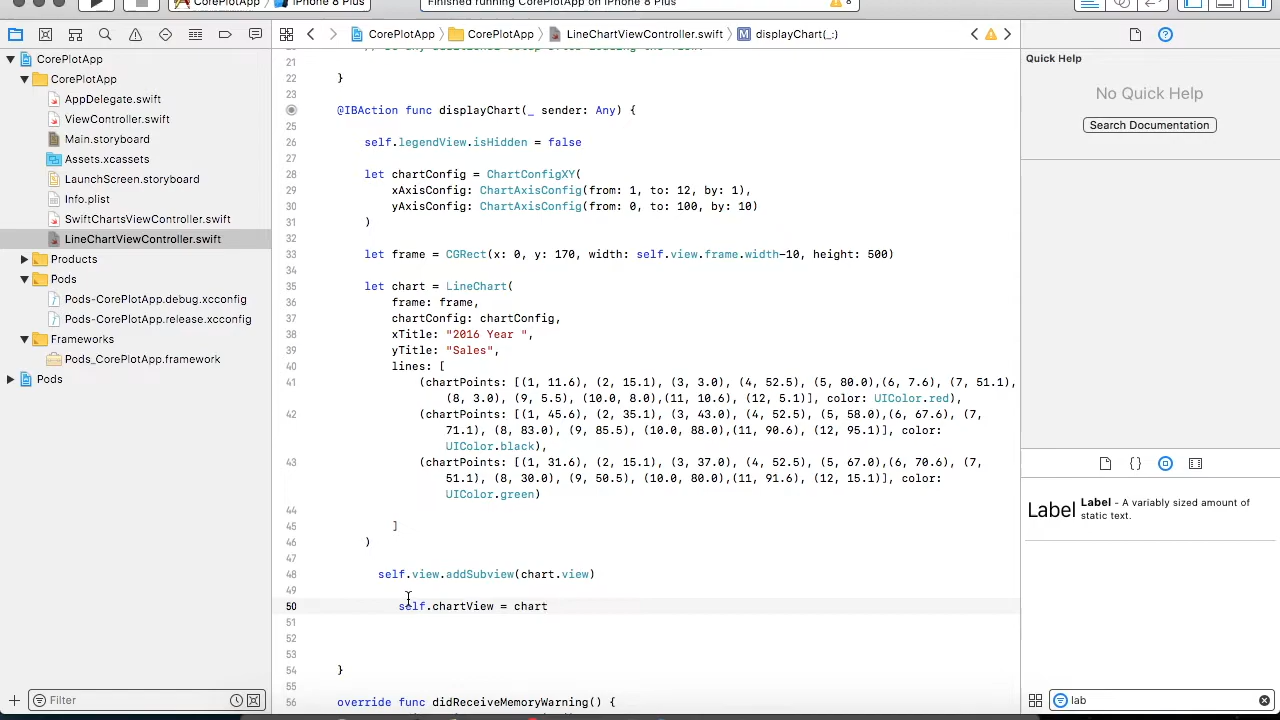 CorePlotApp
iPhone 8 Plus
Finished running CorePlotApp on iPhone 8 Plus
8
CorePlotApp
CorePlotApp
LineChartViewController.swift
M displayChart(_:)
CorePlotApp
CorePlotApp
AppDelegate.swift
ViewController.swift
Main.storyboard
Assets.xcassets
LaunchScreen.storyboard
Info.plist
SwiftChartsViewController.swift
LineChartViewController.swift
Products
Pods
Pods-CorePlotApp.debug.xcconfig
Pods-CorePlotApp.release.xcconfig
Frameworks
Pods_CorePlotApp.framework
Pods
Filter
21
22 }
23
@IBAction func displayChart(_ sender: Any) {
25
26 self.legendView.isHidden = false
27
28 let chartConfig = ChartConfigXY(
29 xAxisConfig: ChartAxisConfig(from: 1, to: 12, by: 1),
30 yAxisConfig: ChartAxisConfig(from: 0, to: 100, by: 10)
31 )
32
33 let frame = CGRect(x: 0, y: 170, width: self.view.frame.width-10, height: 500)
34
35 let chart = LineChart(
36 frame: frame,
37 chartConfig: chartConfig,
38 xTitle: "2016 Year ",
39 yTitle: "Sales",
40 lines: [
41 (chartPoints: [(1, 11.6), (2, 15.1), (3, 3.0), (4, 52.5), (5, 80.0),(6, 7.6), (7, 51.1),
(8, 3.0), (9, 5.5), (10.0, 8.0),(11, 10.6), (12, 5.1)], color: UIColor.red),
42 (chartPoints: [(1, 45.6), (2, 35.1), (3, 43.0), (4, 52.5), (5, 58.0),(6, 67.6), (7,
71.1), (8, 83.0), (9, 85.5), (10.0, 88.0),(11, 90.6), (12, 95.1)], color:
UIColor.black),
43 (chartPoints: [(1, 31.6), (2, 15.1), (3, 37.0), (4, 52.5), (5, 67.0),(6, 70.6), (7,
51.1), (8, 30.0), (9, 50.5), (10.0, 80.0),(11, 91.6), (12, 15.1)], color:
UIColor.green)
44
45 ]
46 )
47
48 self.view.addSubview(chart.view)
49
50 self.chartView = chart
51
52
53
54 }
55
56 override func didReceiveMemoryWarning() {
Quick Help
No Quick Help
Search Documentation
{}
Label
Label - A variably sized amount of
static text.
lab